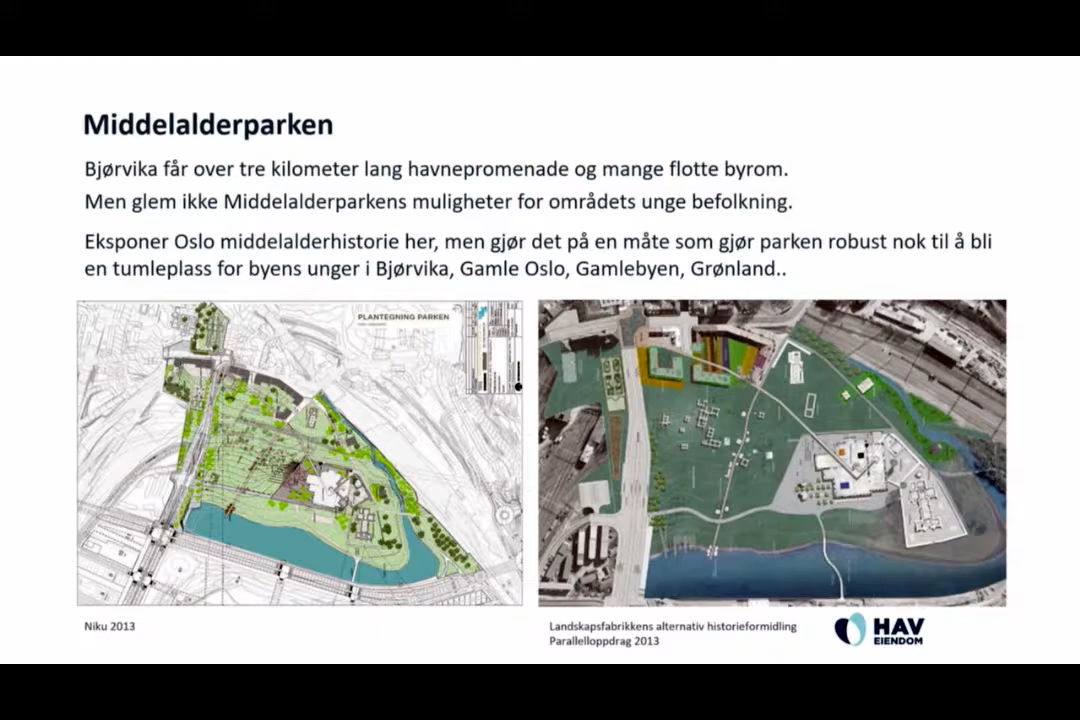 Middelalderparken
Bjørvika får over tre kilometer lang havnepromenade og mange flotte byrom.
Men glem ikke Middelalderparkens muligheter for områdets unge befolkning.
Eksponer Oslo middelalderhistorie her, men gjør det på en måte som gjør parken robust nok til å bli
en tumleplass for byens unger i Bjørvika, Gamle Oslo, Gamlebyen, Grønland..
PLANTEGNING PARKEN
Niku 2013
Landskapsfabrikkens alternativ historieformidling
Parallelloppdrag 2013
HAV
EIENDOM